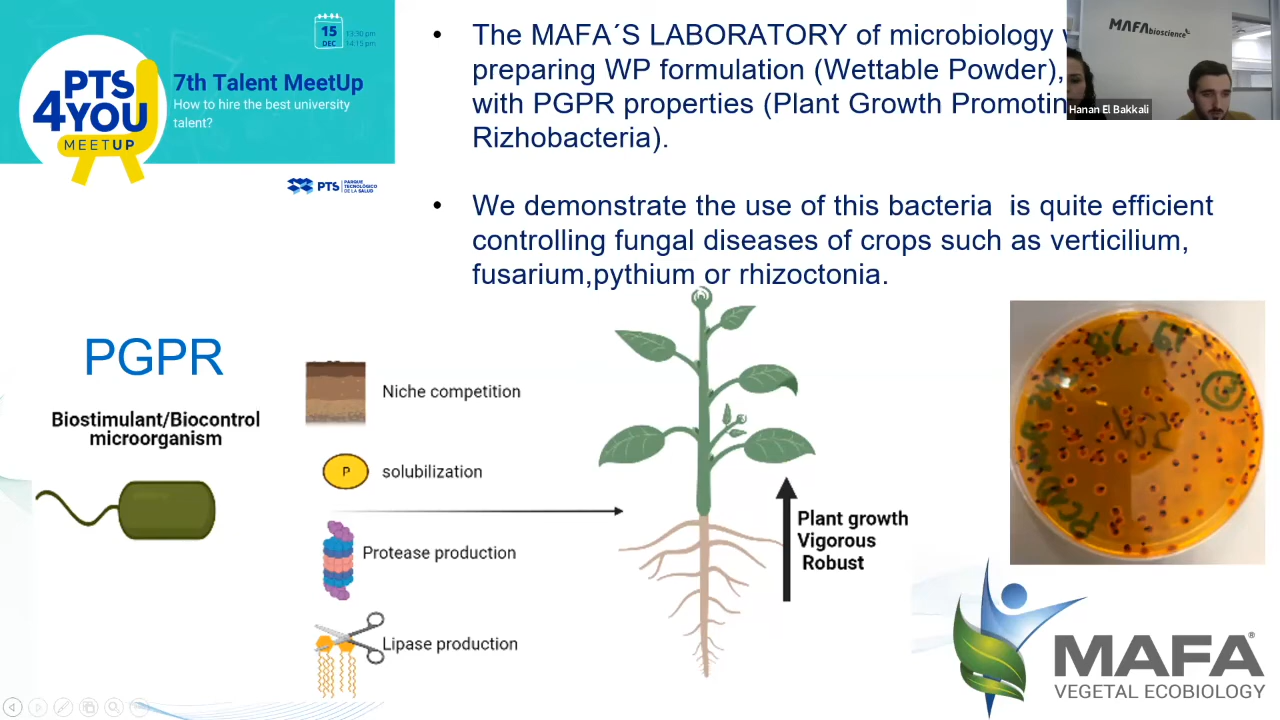 15
DEC
13:30 pm
14:15 pm
PTS
4YOU
MEETUP
7th Talent MeetUp
How to hire the best university
talent?
PTS
PARQUE
TECNOLÓGICO
DE LA SALUD
• The MAFA´S LABORATORY of microbiology
preparing WP formulation (Wettable Powder),
with PGPR properties (Plant Growth Promotin
Rizhobacteria).
• We demonstrate the use of this bacteria is quite efficient
controlling fungal diseases of crops such as verticilium,
fusarium,pythium or rhizoctonia.
MAFAbioscience
Hanan El Bakkali
PGPR
Biostimulant/Biocontrol
microorganism
Niche competition
P
solubilization
Protease production
Lipase production
Plant growth
Vigorous
Robust
MAFA®
VEGETAL ECOBIOLOGY